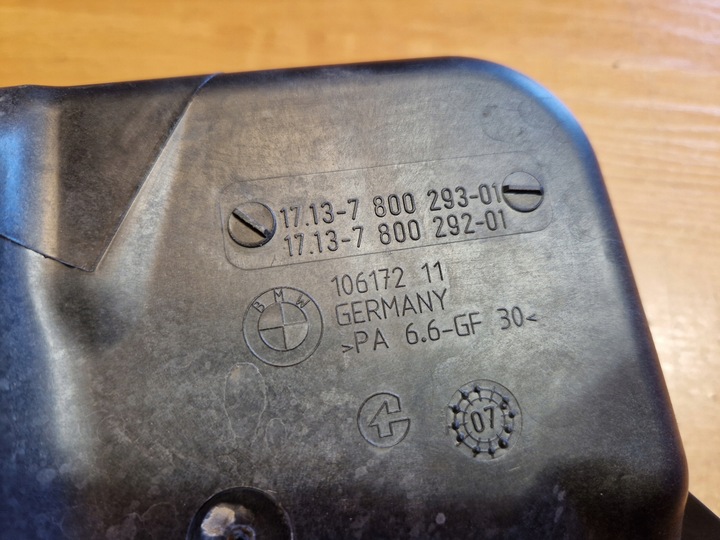 17.13-7 800 293-01
17.13-7 800 292-01
106172 11
BMW
GERMANY
>PA 6.6-GF 30<
07